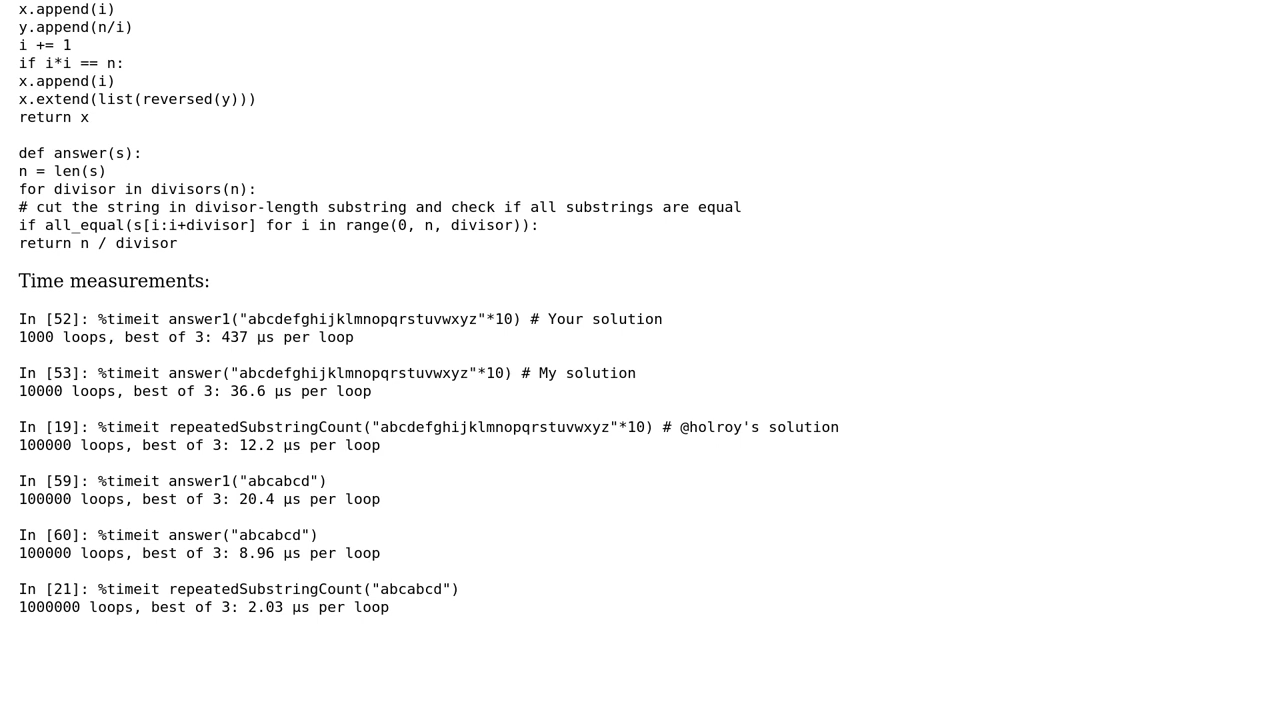 x.append(i)
y.append(n/i)
i += 1
if i*i == n:
x.append(i)
x.extend(list(reversed(y)))
return x

def answer(s):
n = len(s)
for divisor in divisors(n):
# cut the string in divisor-length substring and check if all substrings are equal
if all_equal(s[i:i+divisor] for i in range(0, n, divisor)):
return n / divisor

Time measurements:

In [52]: %timeit answer1("abcdefghijklmnopqrstuvwxyz"*10) # Your solution
1000 loops, best of 3: 437 µs per loop

In [53]: %timeit answer("abcdefghijklmnopqrstuvwxyz"*10) # My solution
10000 loops, best of 3: 36.6 µs per loop

In [19]: %timeit repeatedSubstringCount("abcdefghijklmnopqrstuvwxyz"*10) # @holroy's solution
100000 loops, best of 3: 12.2 µs per loop

In [59]: %timeit answer1("abcabcd")
100000 loops, best of 3: 20.4 µs per loop

In [60]: %timeit answer("abcabcd")
100000 loops, best of 3: 8.96 µs per loop

In [21]: %timeit repeatedSubstringCount("abcabcd")
1000000 loops, best of 3: 2.03 µs per loop